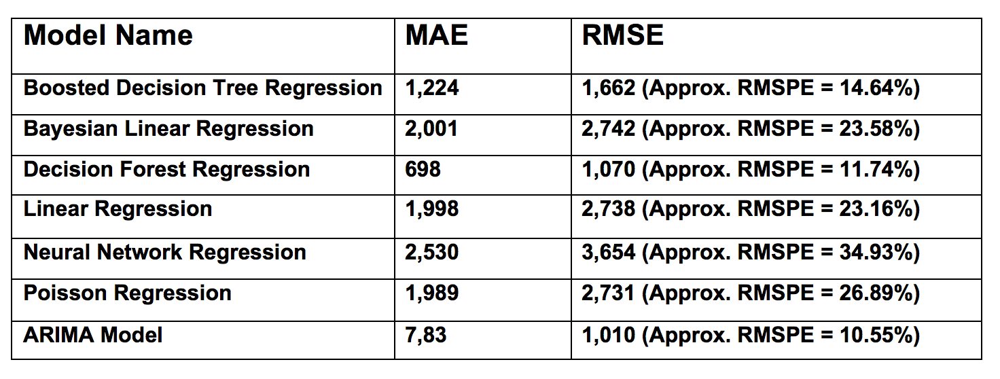 Model Name MAE RMSE
Boosted Decision Tree Regression 1,224 1,662 (Approx. RMSPE = 14.64%)
Bayesian Linear Regression 2,001 2,742 (Approx. RMSPE = 23.58%)
Decision Forest Regression 698 1,070 (Approx. RMSPE = 11.74%)
Linear Regression 1,998 2,738 (Approx. RMSPE = 23.16%)
Neural Network Regression 2,530 3,654 (Approx. RMSPE = 34.93%)
Poisson Regression 1,989 2,731 (Approx. RMSPE = 26.89%)
ARIMA Model 7,83 1,010 (Approx. RMSPE = 10.55%)